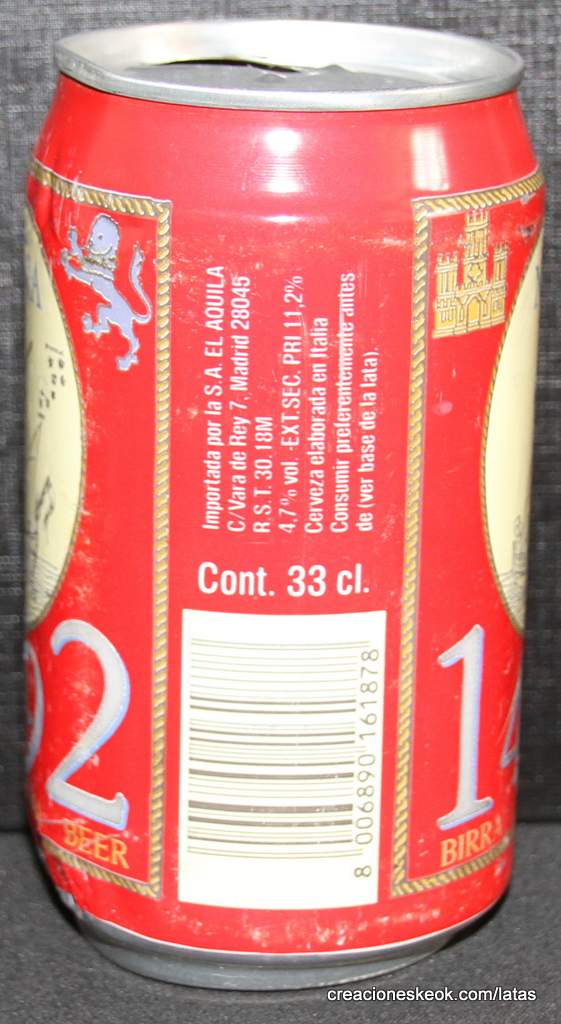 Importada por la S.A. EL AQUILA
C/Vara de Rey 7. Madrid 28045
R.S.T. 30.18M
4,7% vol.-EXT.SEC. PRI 11,2%
Cerveza elaborada en Italia
Consumir preferentemente antes
de (ver base de la lata).
Cont. 33 cl.
8 006890 161878
92
BEER
14
BIRRA
creacioneskeok.com/latas